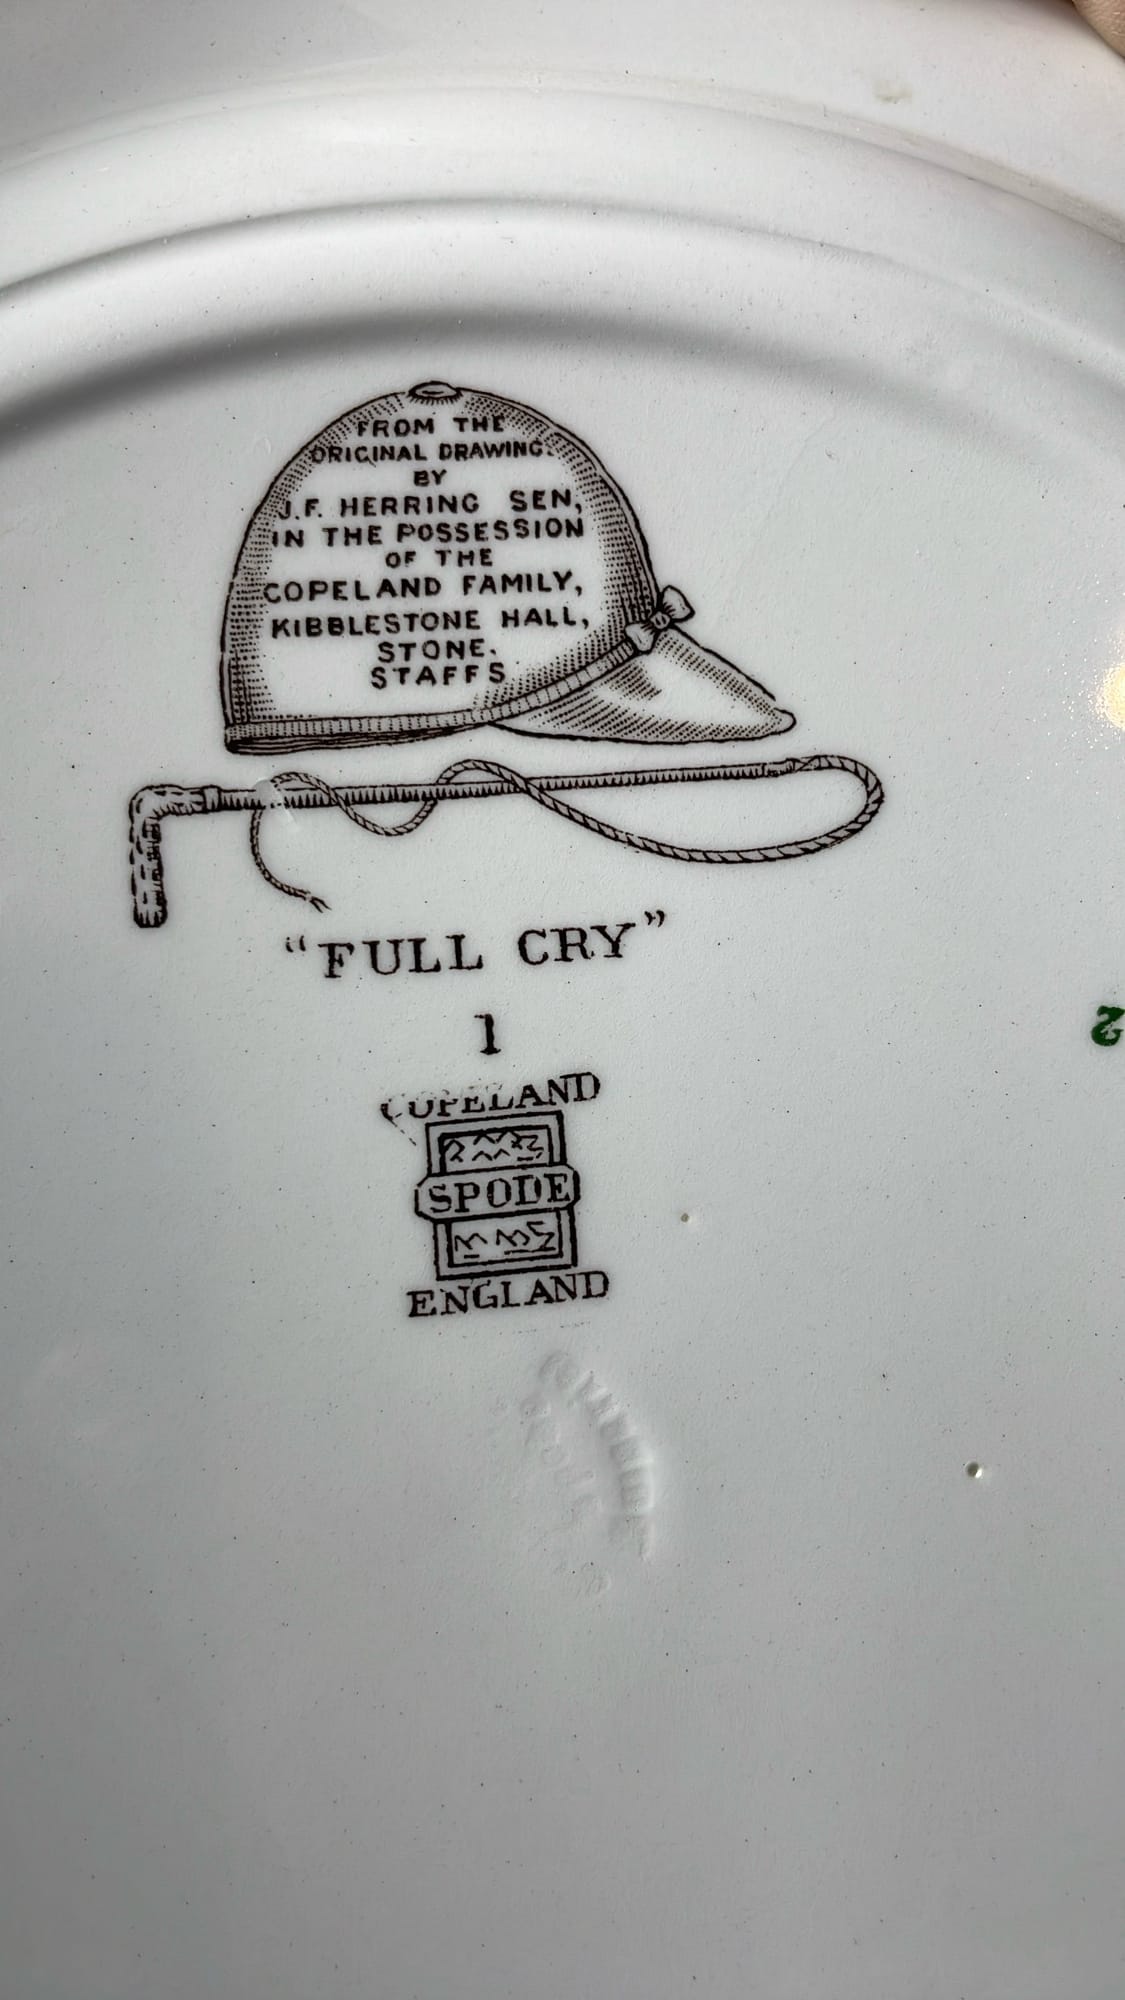 FROM THE
ORIGINAL DRAWING.
BY
J.F. HERRING SEN,
IN THE POSSESSION
OF THE
COPELAND FAMILY,
KIBBLESTONE HALL,
STONE.
STAFFS
"FULL CRY"
1
COPELAND
SPODE
ENGLAND
2